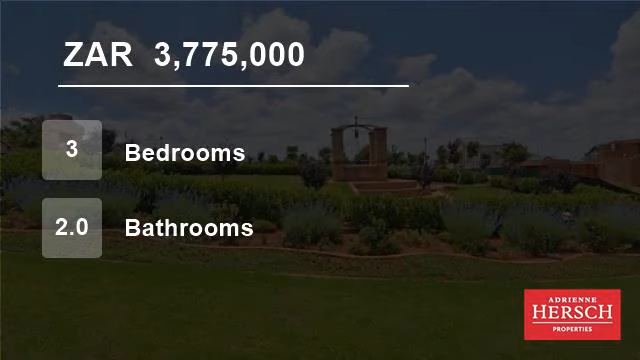 ZAR 3,775,000
3
Bedrooms
2.0
Bathrooms
ADRIENNE
HERSCH
PROPERTIES